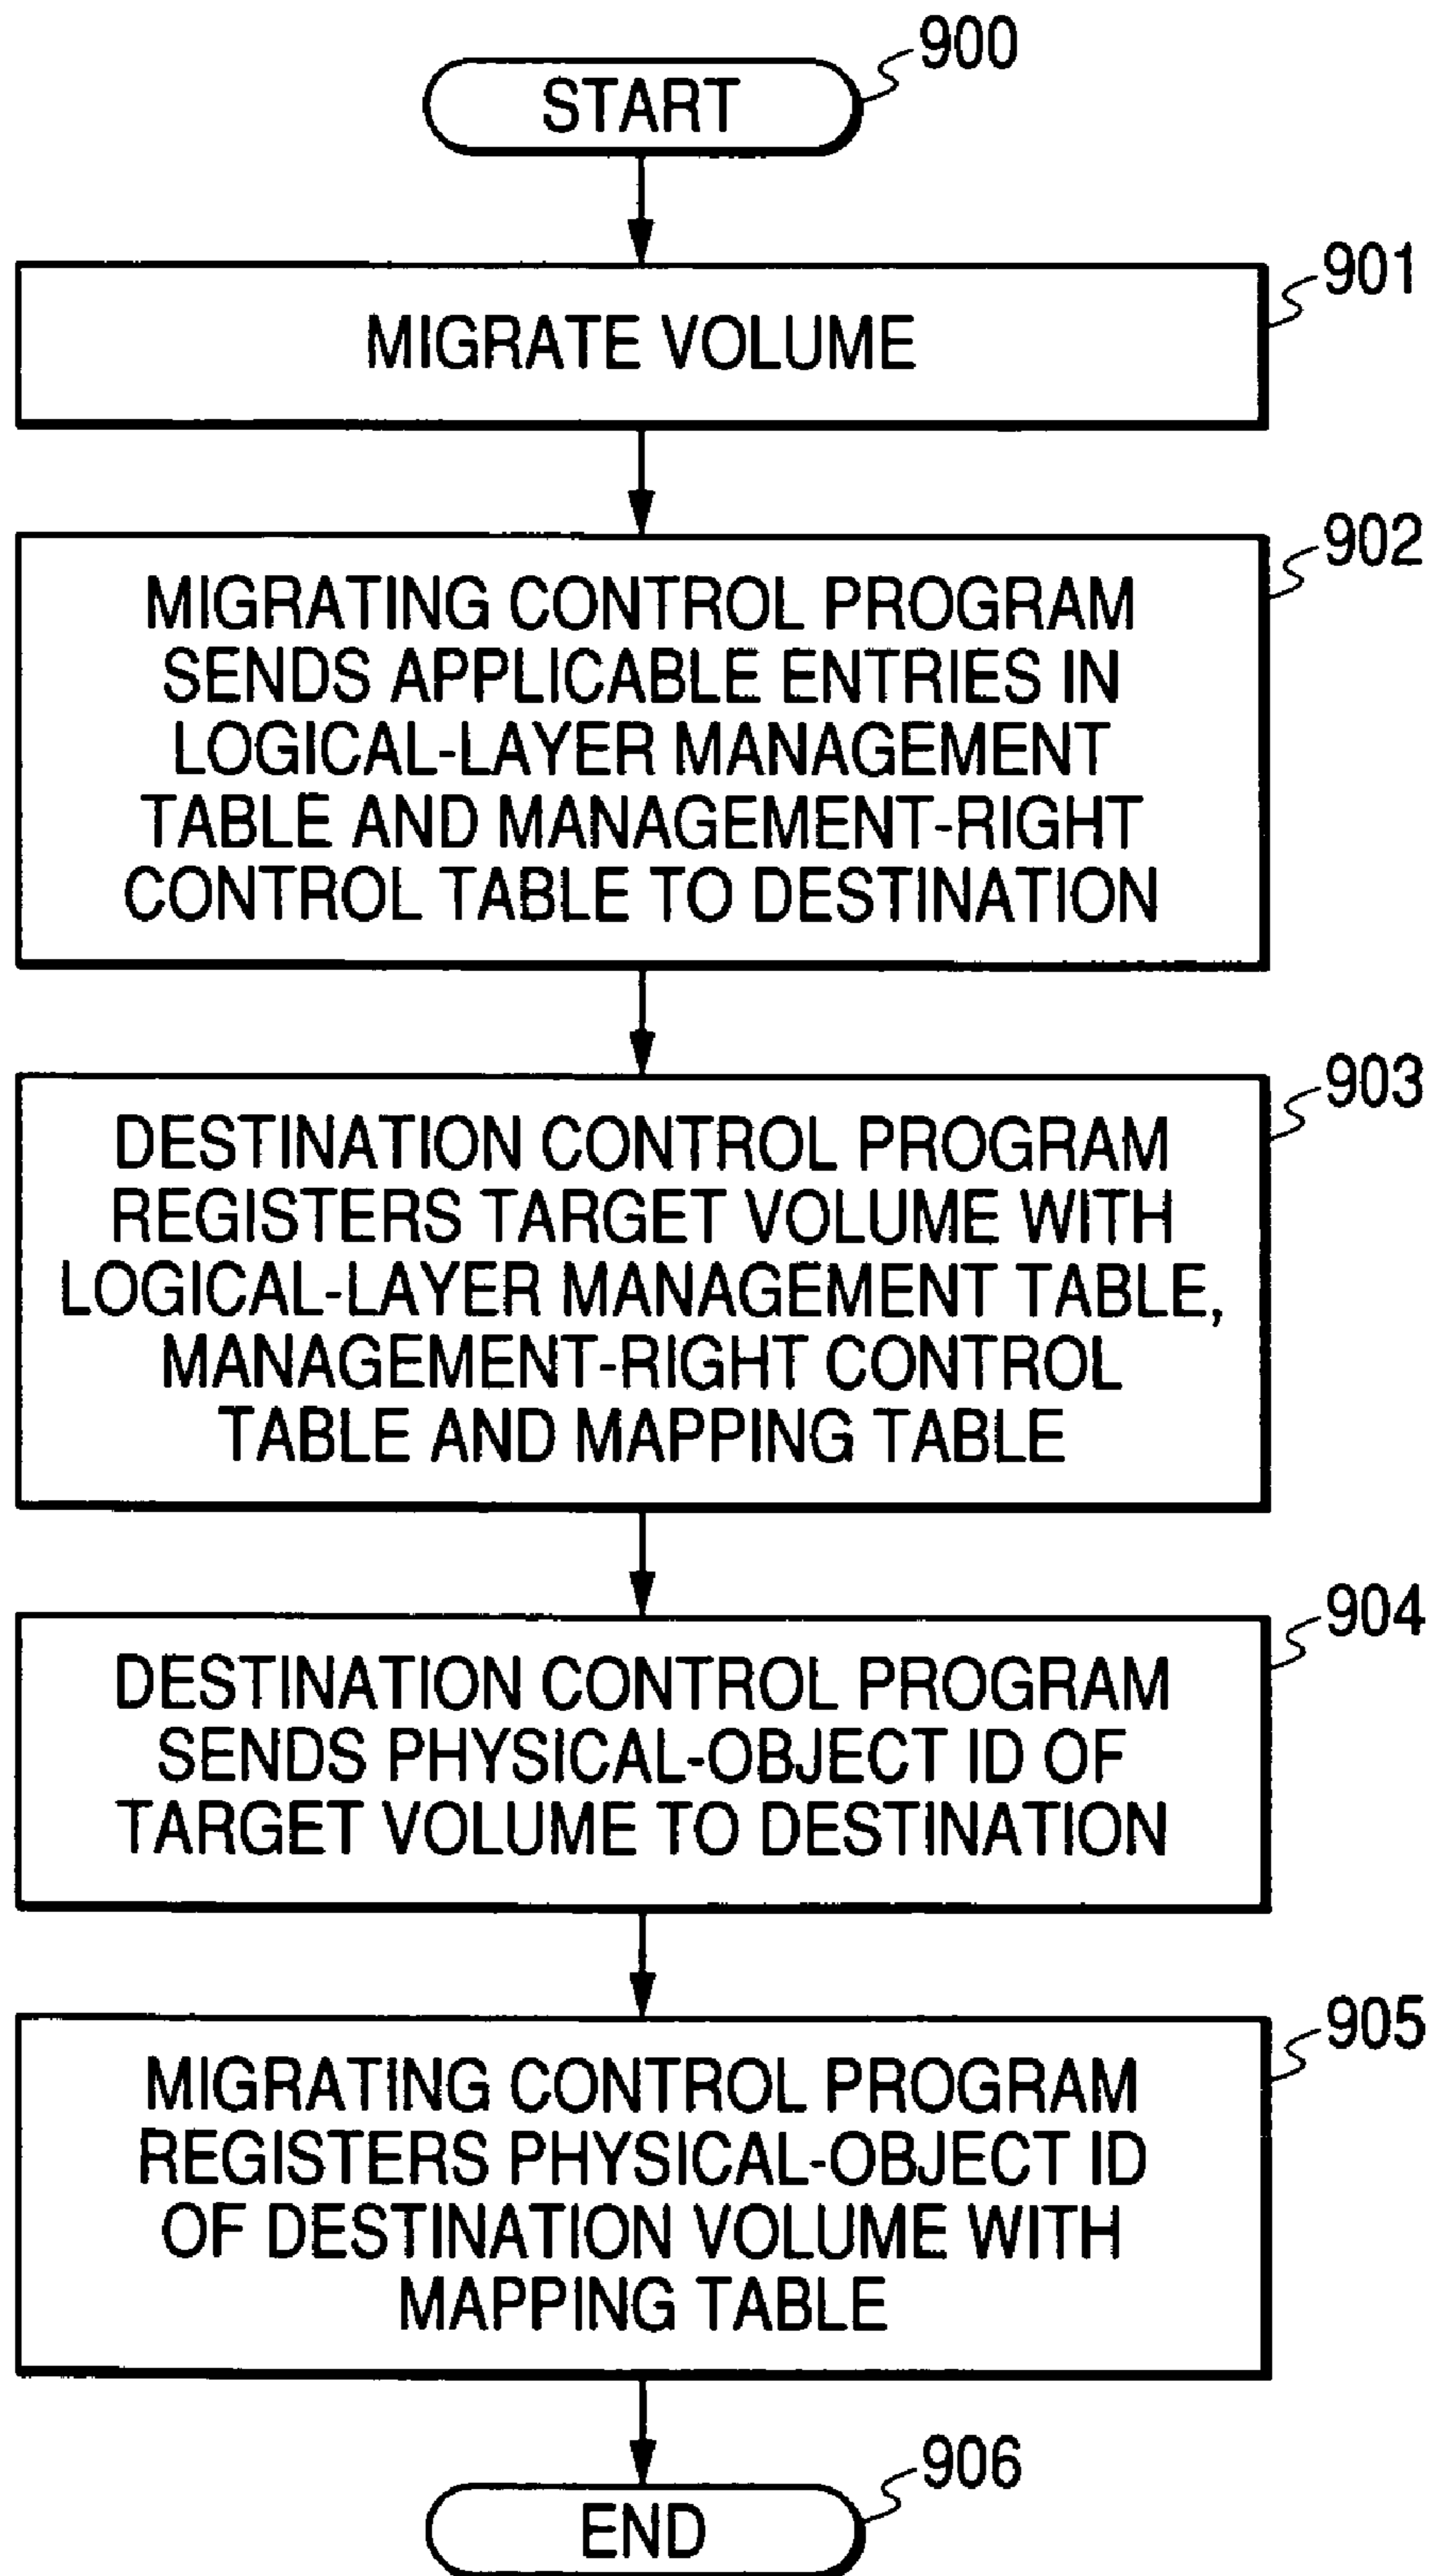 900
START
901
MIGRATE VOLUME
902
MIGRATING CONTROL PROGRAM
SENDS APPLICABLE ENTRIES IN
LOGICAL-LAYER MANAGEMENT
TABLE AND MANAGEMENT-RIGHT
CONTROL TABLE TO DESTINATION
903
DESTINATION CONTROL PROGRAM
REGISTERS TARGET VOLUME WITH
LOGICAL-LAYER MANAGEMENT TABLE,
MANAGEMENT-RIGHT CONTROL
TABLE AND MAPPING TABLE
904
DESTINATION CONTROL PROGRAM
SENDS PHYSICAL-OBJECT ID OF
TARGET VOLUME TO DESTINATION
905
MIGRATING CONTROL PROGRAM
REGISTERS PHYSICAL-OBJECT ID
OF DESTINATION VOLUME WITH
MAPPING TABLE
906
END